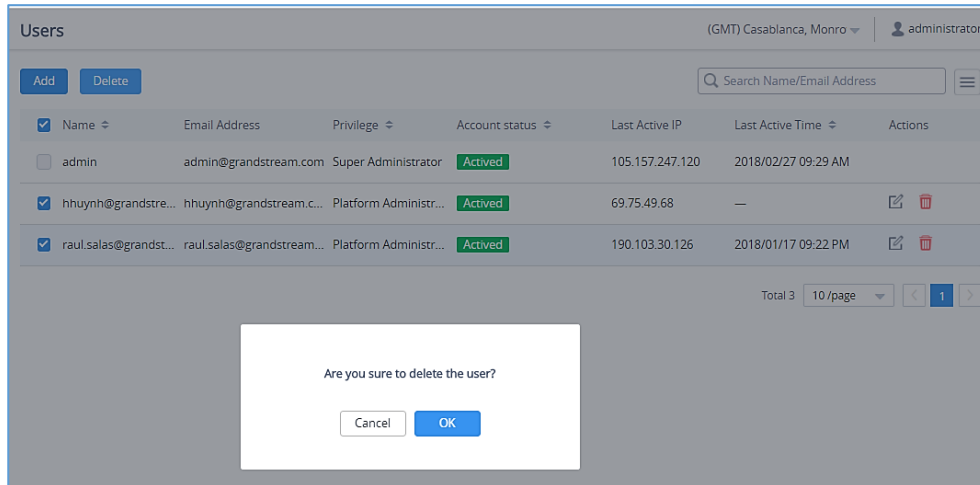 Users (GMT) Casablanca, Monro administrator
Add Delete Search Name/Email Address
Name Email Address Privilege Account status Last Active IP Last Active Time Actions
admin admin@grandstream.com Super Administrator Actived 105.157.247.120 2018/02/27 09:29 AM
hhuynh@grandstre... hhuynh@grandstream.c... Platform Administr... Actived 69.75.49.68 —
raul.salas@grandst... raul.salas@grandstream... Platform Administr... Actived 190.103.30.126 2018/01/17 09:22 PM
Total 3 10 /page < 1 >
Are you sure to delete the user?
Cancel OK